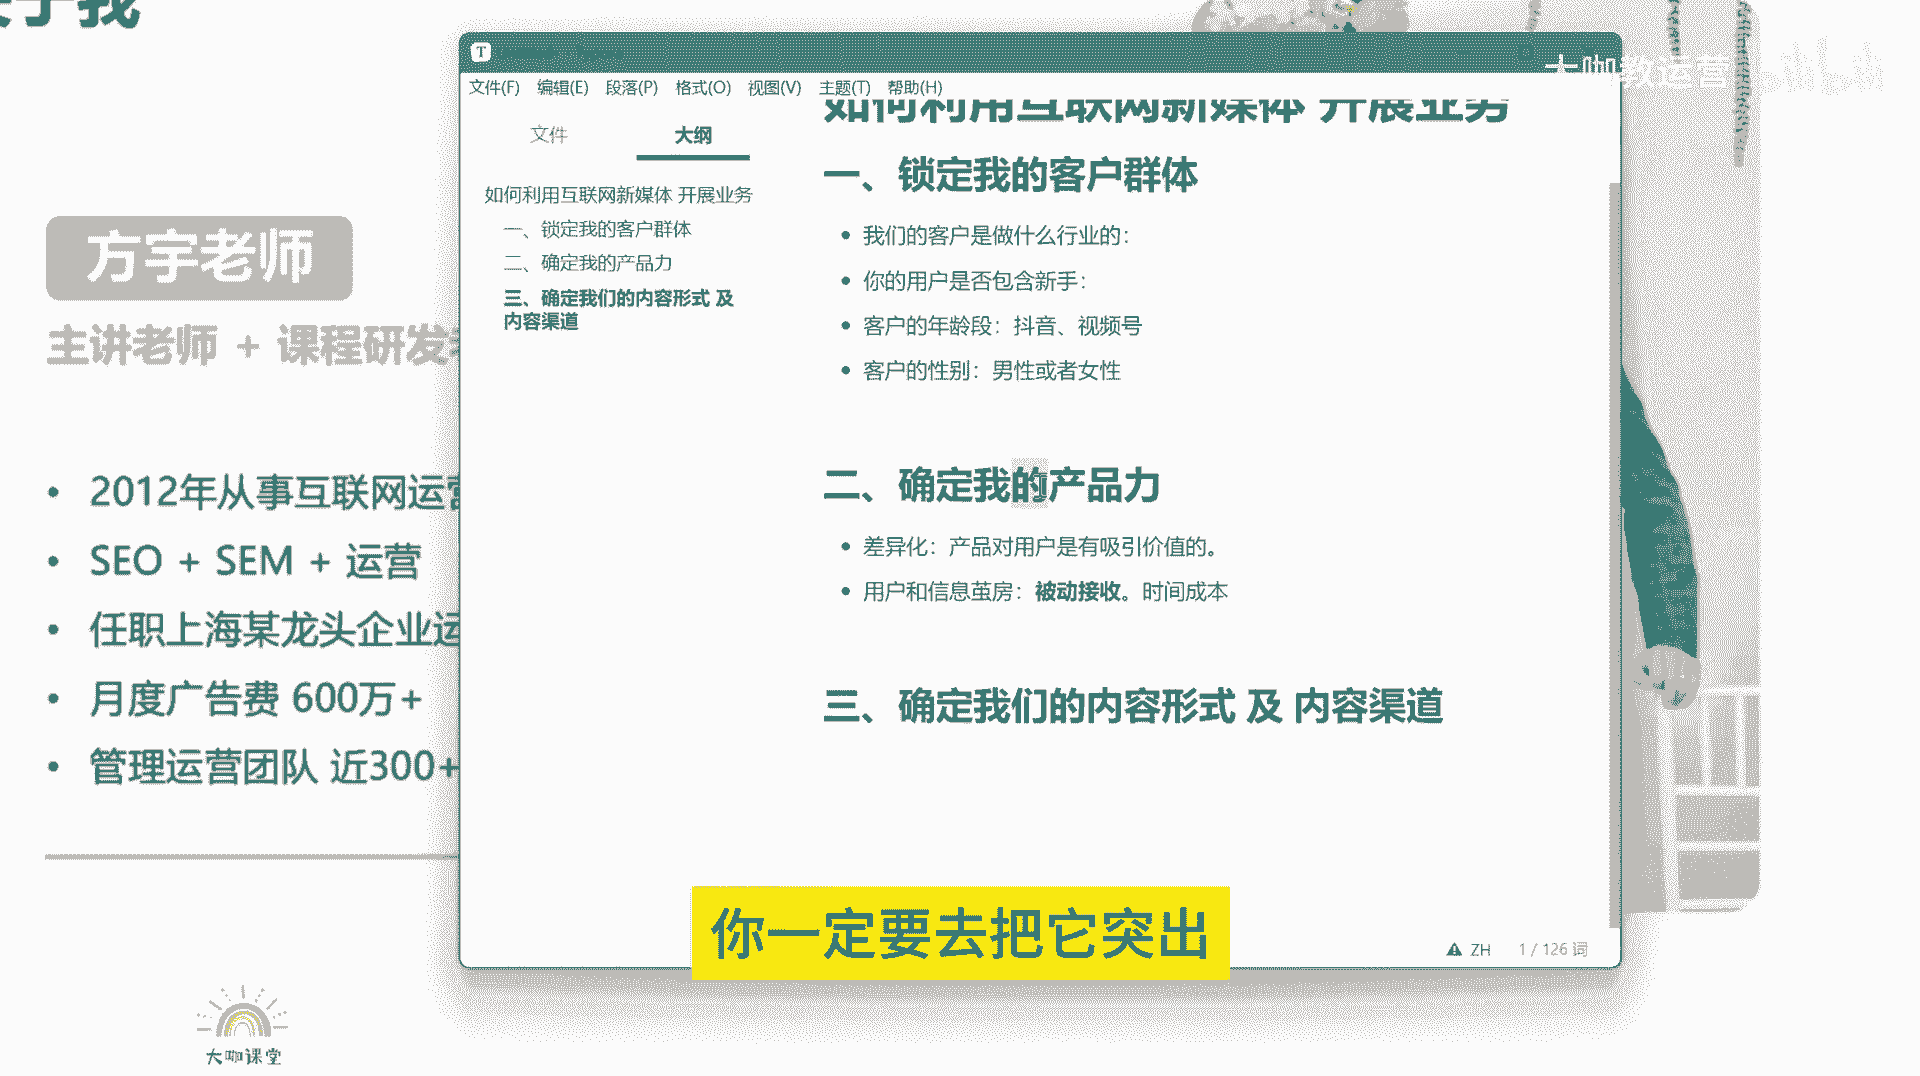 于我
方宇老师
主讲老师 + 课程研发
2012年从事互联网运营
SEO + SEM + 运营
任职上海某龙头企业运
月度广告费 600万+
管理运营团队 近300+
大咖课堂
T
文件(F) 编辑(E) 段落(P) 格式(O) 视图(V) 主题(T) 帮助(H)
文件 大纲
如何利用互联网新媒体 开展业务
一、锁定我的客户群体
二、确定我的产品力
三、确定我们的内容形式 及
内容渠道
如何利用互联网新媒体 开展业务
一、锁定我的客户群体
我们的客户是做什么行业的：
你的用户是否包含新手：
客户的年龄段：抖音、视频号
客户的性别：男性或者女性
二、确定我的产品力
差异化：产品对用户是有吸引价值的。
用户和信息茧房：被动接收。时间成本
三、确定我们的内容形式 及 内容渠道
ZH 1 / 126 词
你一定要去把它突出
大咖教运营 bilibili